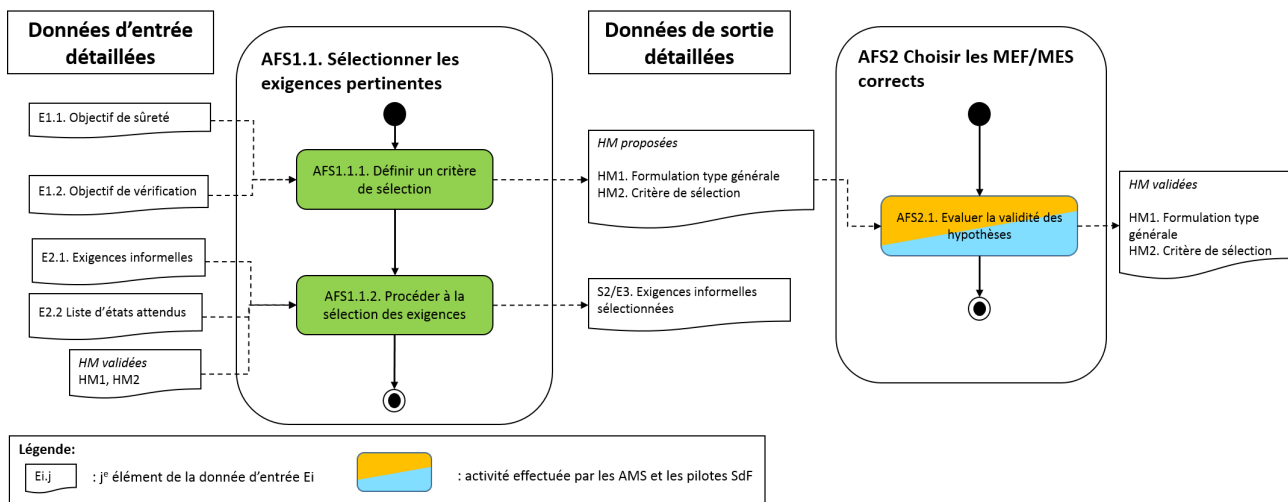 Données d'entrée
détaillées
E1.1. Objectif de sûreté
E1.2. Objectif de vérification
E2.1. Exigences informelles
E2.2 Liste d'états attendus
HM validées
HM1, HM2
AFS1.1. Sélectionner les
exigences pertinentes
AFS1.1.1. Définir un critère
de sélection
AFS1.1.2. Procéder à la
sélection des exigences
Données de sortie
détaillées
HM proposées
HM1. Formulation type générale
HM2. Critère de sélection
S2/E3. Exigences informelles
sélectionnées
AFS2 Choisir les MEF/MES
corrects
AFS2.1. Evaluer la validité des
hypothèses
HM validées
HM1. Formulation type
générale
HM2. Critère de sélection
Légende:
Ei.j
: jᵉ élément de la donnée d'entrée Ei
: activité effectuée par les AMS et les pilotes SdF